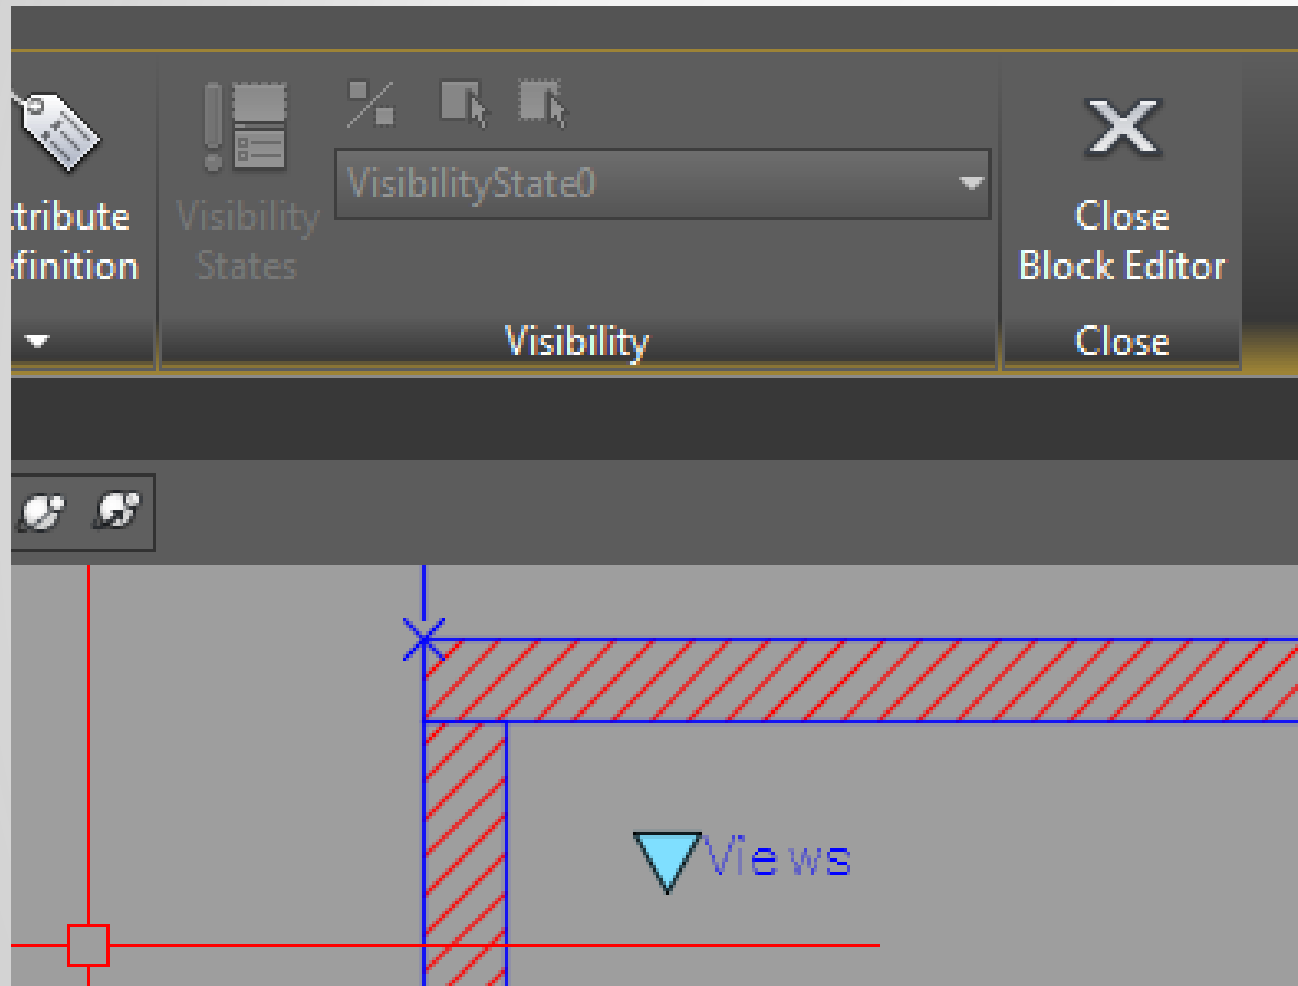 tribute
finition
Visibility
States
VisibilityState0
Visibility
Close
Block Editor
Close
Views